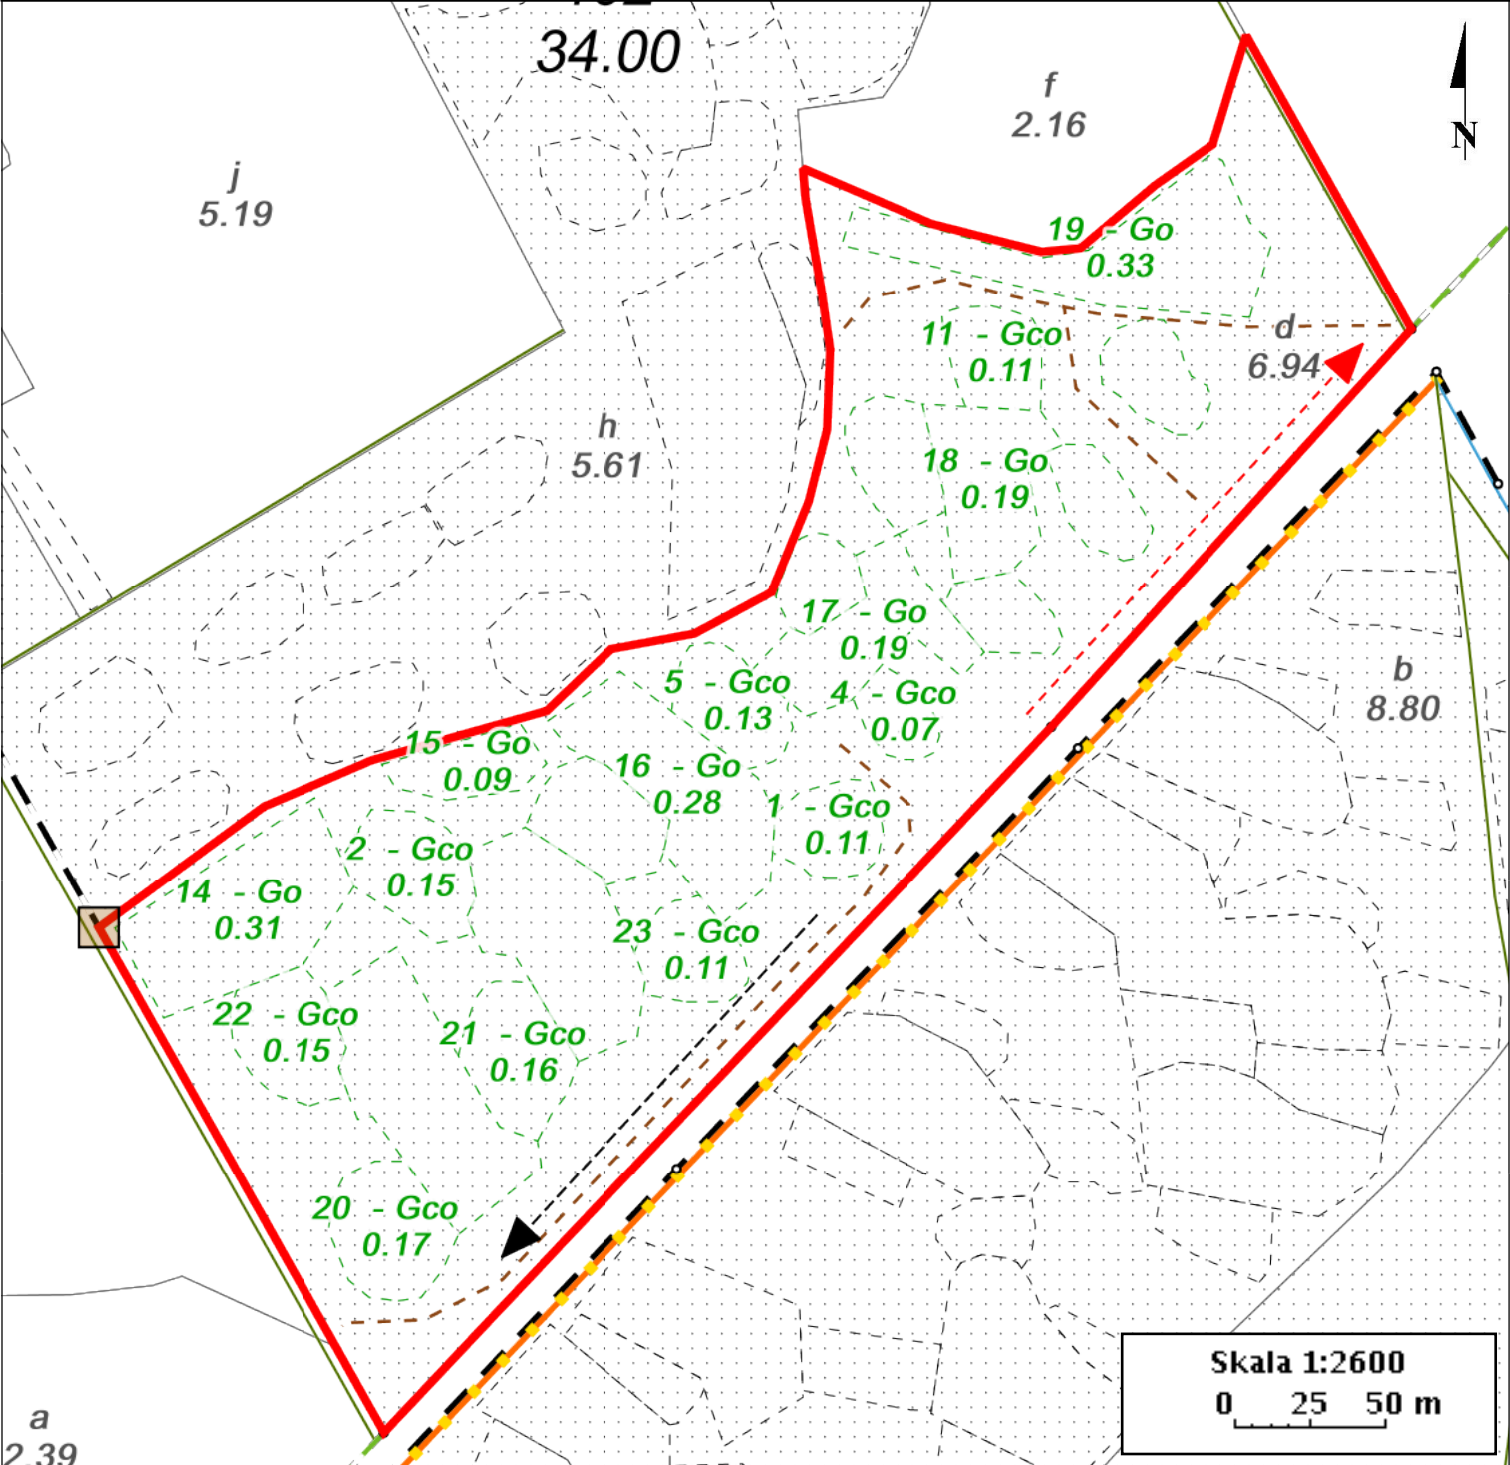 34.00
f
2.16
N
j
5.19
19 - Go
0.33
11 - Gco
0.11
d
6.94
h
5.61
18 - Go
0.19
17 - Go
0.19
5 - Gco
0.13
4 - Gco
0.07
b
8.80
15 - Go
0.09
16 - Go
0.28
1 - Gco
0.11
2 - Gco
0.15
14 - Go
0.31
23 - Gco
0.11
22 - Gco
0.15
21 - Gco
0.16
20 - Gco
0.17
Skala 1:2600
0 25 50 m
a
2.39